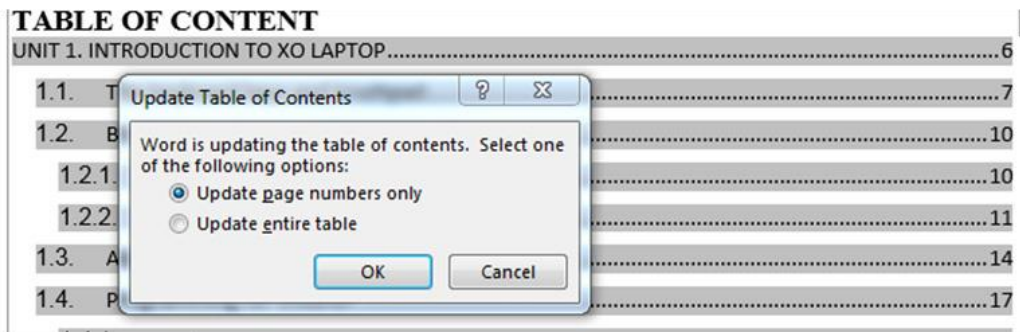 TABLE OF CONTENT
UNIT 1. INTRODUCTION TO XO LAPTOP 6
1.1. T 7
Update Table of Contents ?
1.2. B 10
Word is updating the table of contents. Select one
of the following options:
1.2.1. 10
Update page numbers only
1.2.2. 11
Update entire table
1.3. A 14
OK Cancel
1.4. P 17